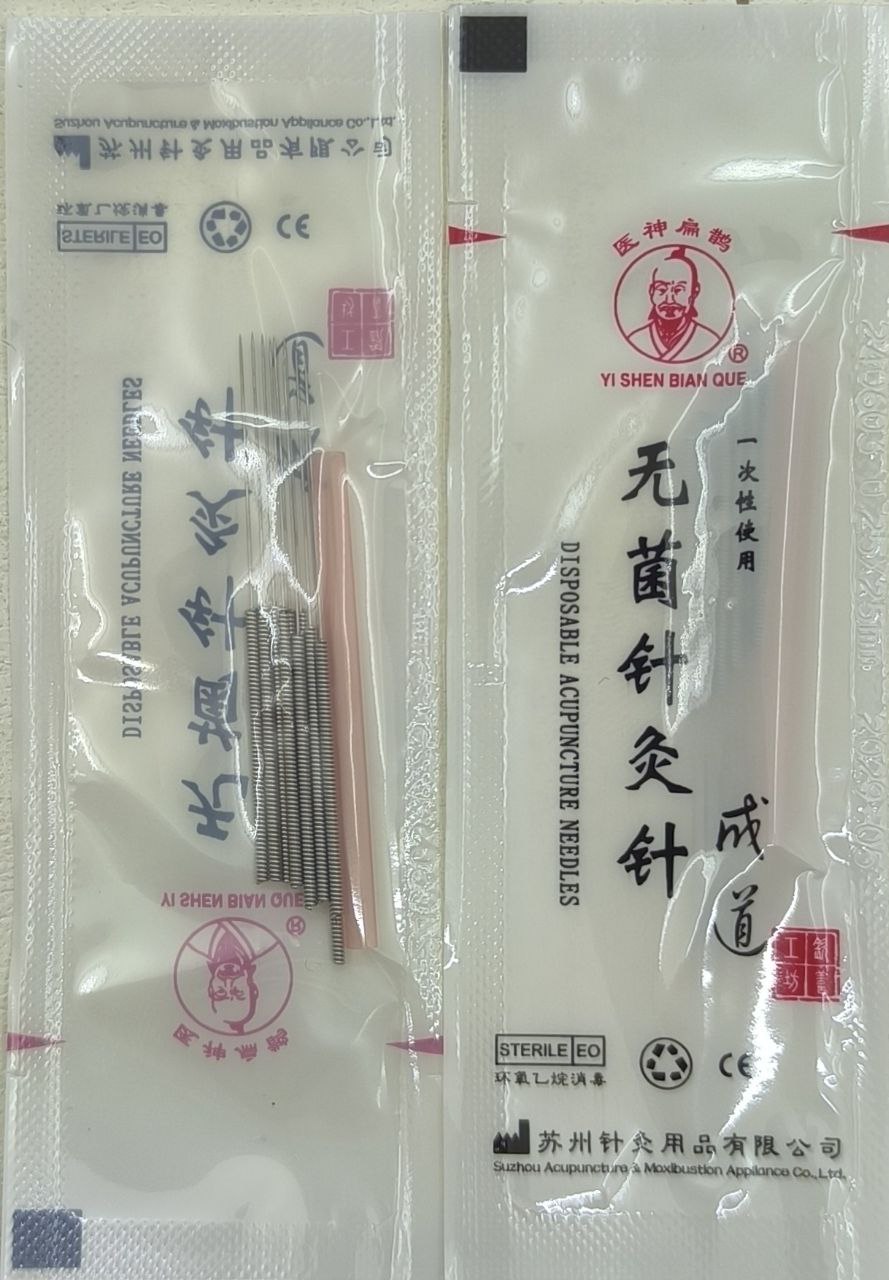 Suzhou Acupuncture & Moxibustion Appliance Co.,Ltd.
苏州针灸用品有限公司
环氧乙烷消毒
STERILE EO
CE
DISPOSABLE ACUPUNCTURE NEEDLES
无菌针灸针
YI SHEN BIAN QUE
®
医神扁鹊
医神扁鹊
®
YI SHEN BIAN QUE
一次性使用
无菌针灸针
DISPOSABLE ACUPUNCTURE NEEDLES
成道
工坊
STERILE EO
环氧乙烷消毒
CE
苏州针灸用品有限公司
Suzhou Acupuncture & Moxibustion Appliance Co.,Ltd.